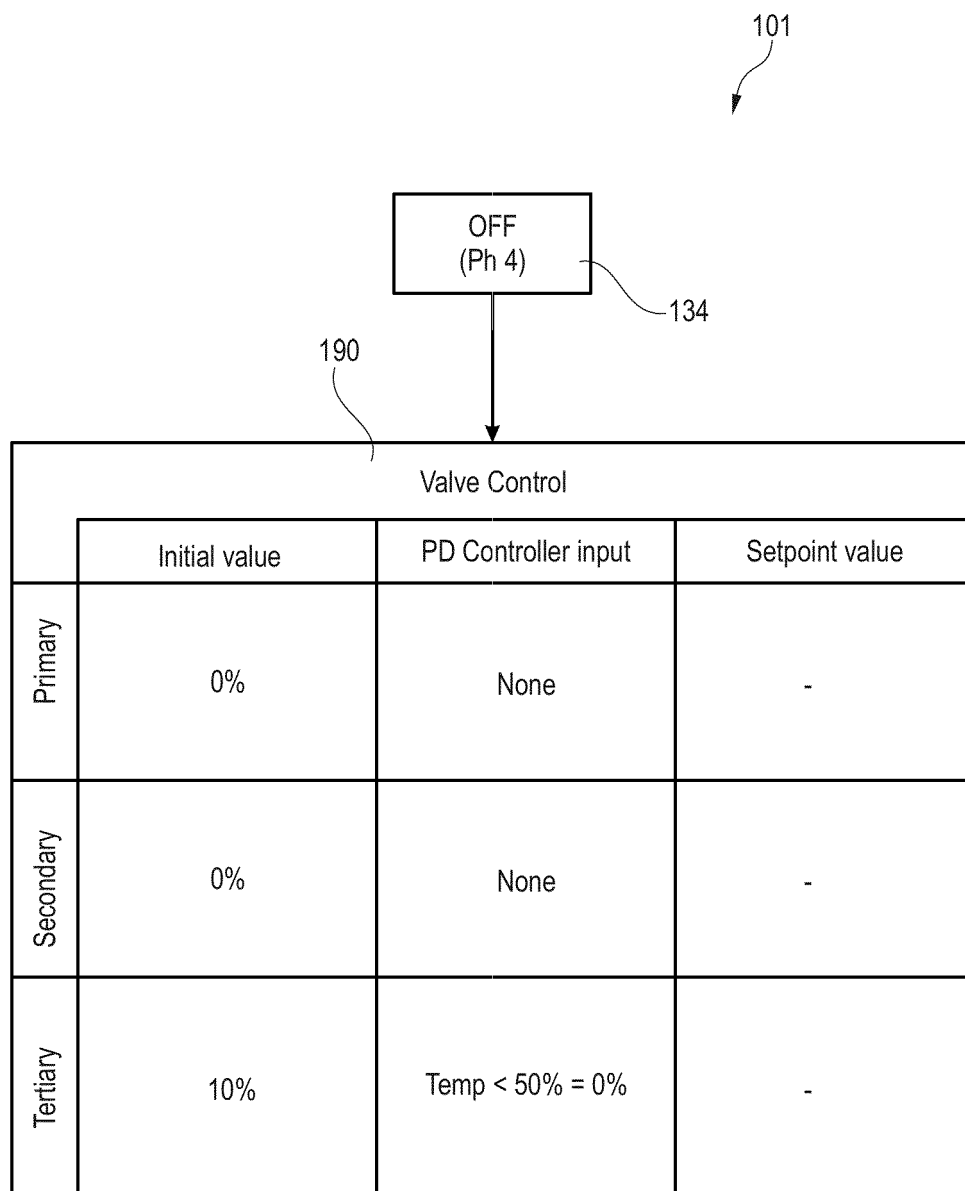 101
OFF
(Ph 4)
134
190
Valve Control
Initial value PD Controller input Setpoint value
Primary 0% None -
Secondary 0% None -
Tertiary 10% Temp < 50% = 0% -